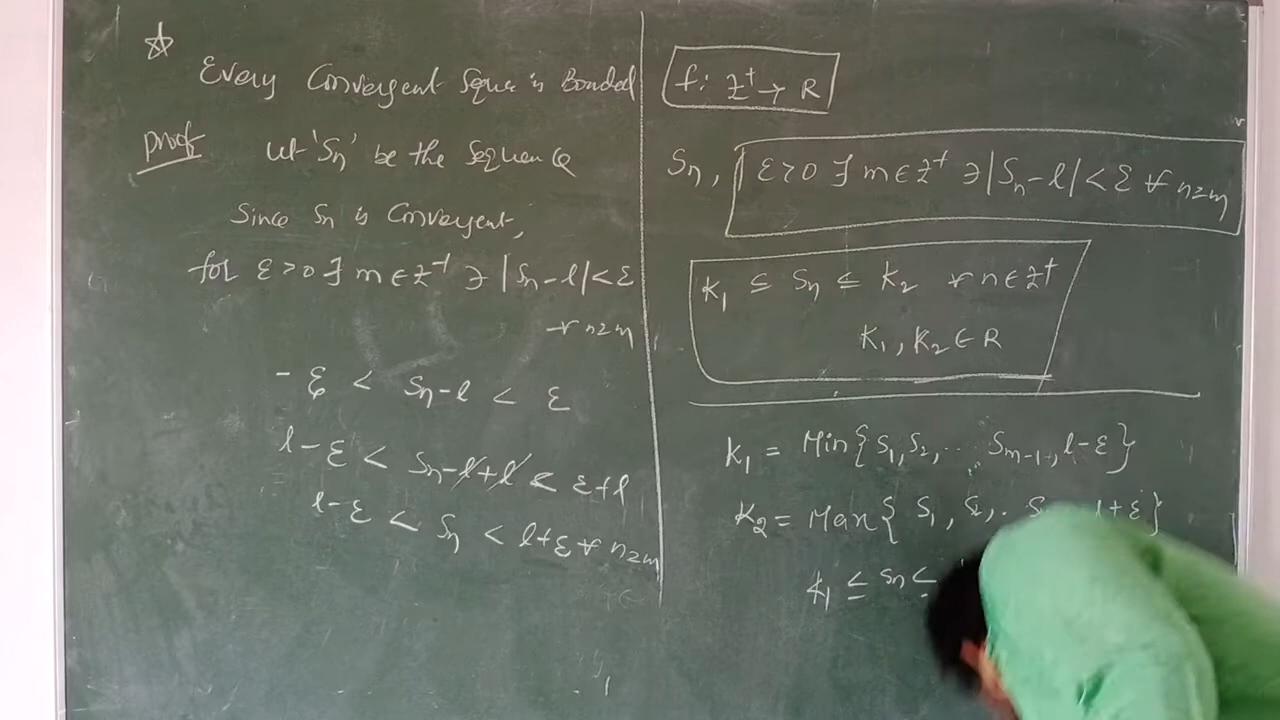 ☆
Every Convergent Seque is Bonded
proof Let 'Sn' be the Sequence
Since Sn is Convergent,
for ε > 0 ∃ m ∈ Z⁺ ∋ |Sn - l| < ε
∀ n≥m
- ε < Sn - l < ε
l - ε < Sn - l + l < ε + l
l - ε < Sn < l + ε ∀ n≥m
f: Z⁺ → R
Sn, ε > 0 ∃ m ∈ Z⁺ ∋ |Sn - l| < ε ∀ n≥m
K₁ ≤ Sn ≤ K₂ ∀ n ∈ Z⁺
K₁, K₂ ∈ R
K₁ = Min{S₁, S₂, ... Sm-1, l - ε}
K₂ = Max{S₁, S₂, . S l + ε}
K₁ ≤ Sn ≤